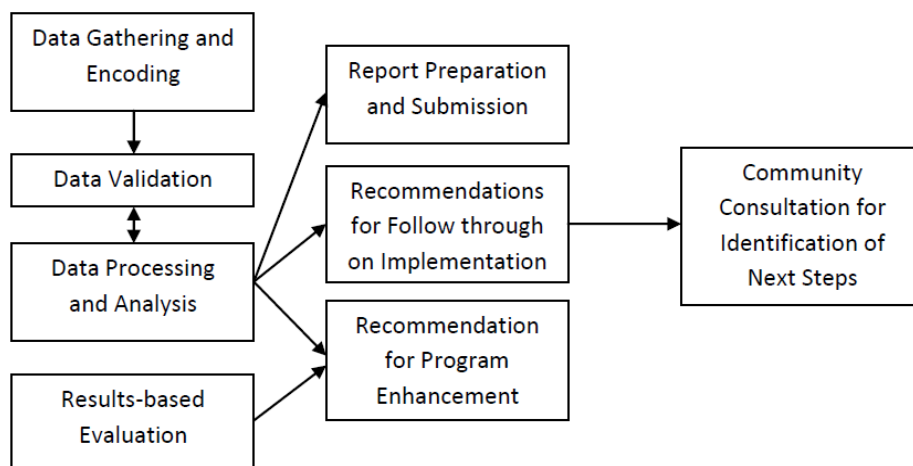 Data Gathering and
Encoding
Data Validation
Data Processing
and Analysis
Results-based
Evaluation
Report Preparation
and Submission
Recommendations
for Follow through
on Implementation
Recommendation
for Program
Enhancement
Community
Consultation for
Identification of
Next Steps